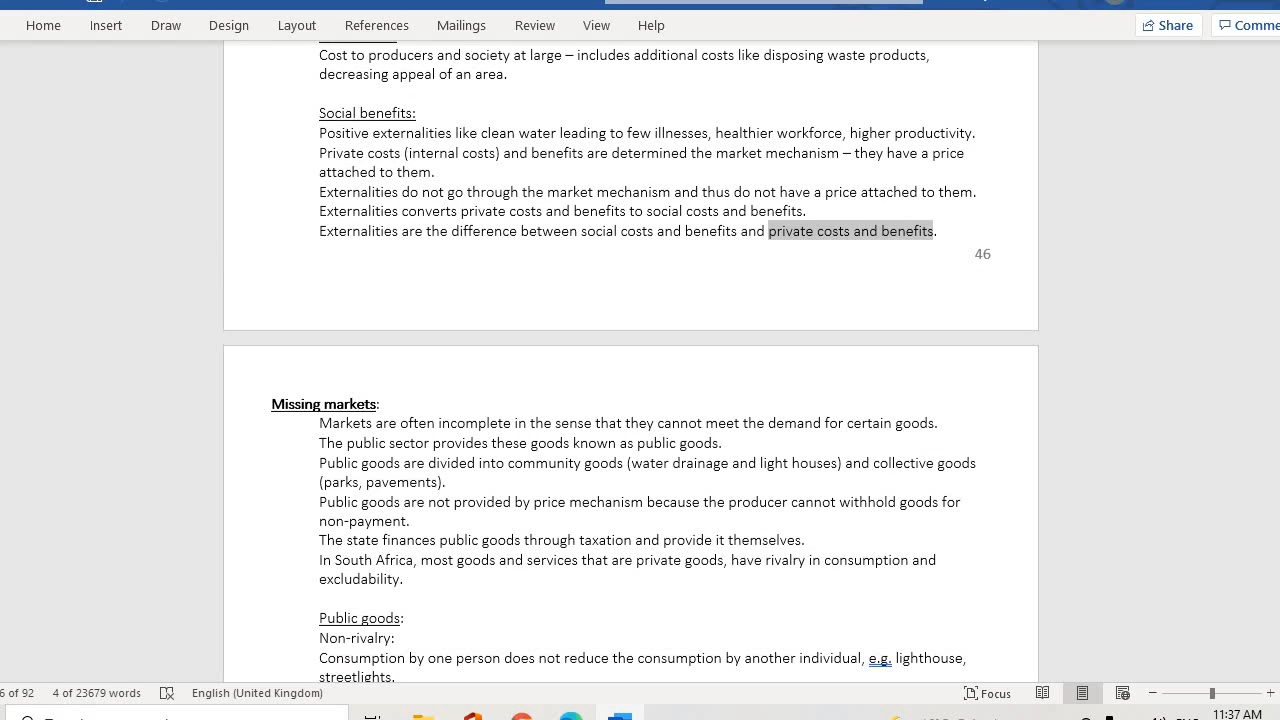 Home Insert Draw Design Layout References Mailings Review View Help Share
Cost to producers and society at large – includes additional costs like disposing waste products,
decreasing appeal of an area.
Social benefits:
Positive externalities like clean water leading to few illnesses, healthier workforce, higher productivity.
Private costs (internal costs) and benefits are determined the market mechanism – they have a price
attached to them.
Externalities do not go through the market mechanism and thus do not have a price attached to them.
Externalities converts private costs and benefits to social costs and benefits.
Externalities are the difference between social costs and benefits and private costs and benefits.
46
Missing markets:
Markets are often incomplete in the sense that they cannot meet the demand for certain goods.
The public sector provides these goods known as public goods.
Public goods are divided into community goods (water drainage and light houses) and collective goods
(parks, pavements).
Public goods are not provided by price mechanism because the producer cannot withhold goods for
non-payment.
The state finances public goods through taxation and provide it themselves.
In South Africa, most goods and services that are private goods, have rivalry in consumption and
excludability.
Public goods:
Non-rivalry:
Consumption by one person does not reduce the consumption by another individual, e.g. lighthouse,
streetlights.
6 of 92 4 of 23679 words English (United Kingdom) Focus
11:37 AM